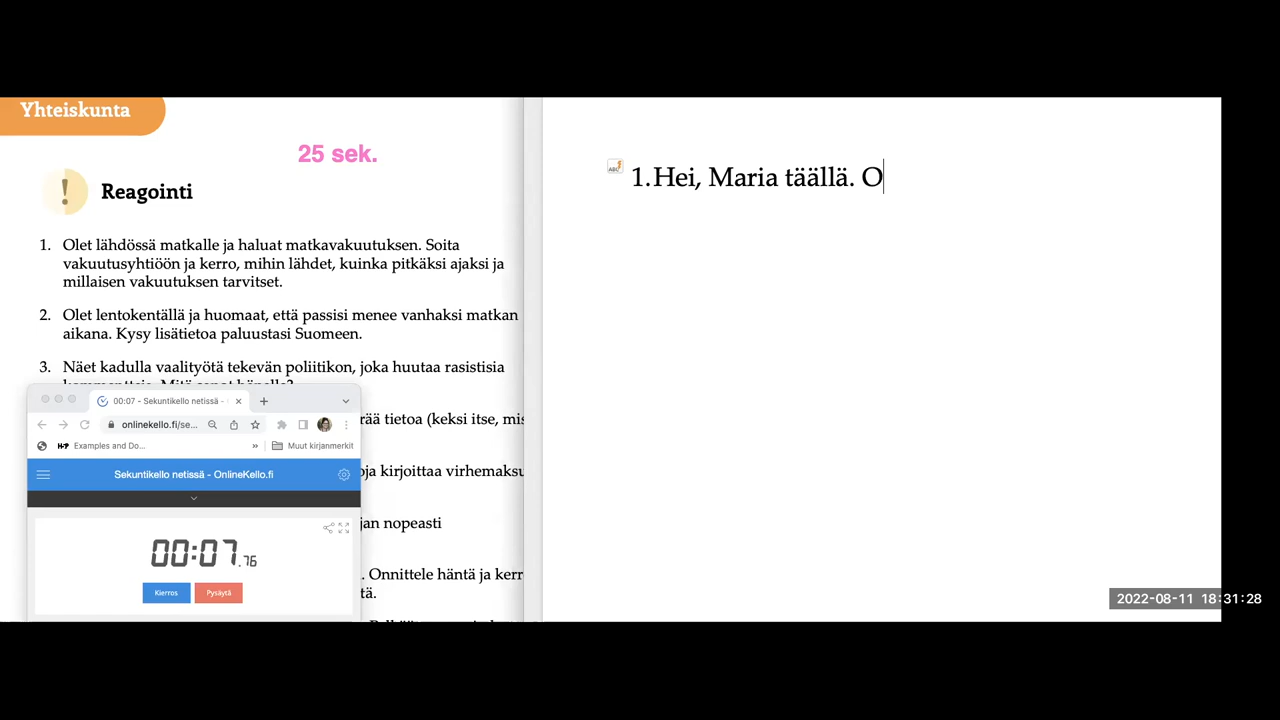 Yhteiskunta
25 sek.
Reagointi
1. Olet lähdössä matkalle ja haluat matkavakuutuksen. Soita
vakuutusyhtiöön ja kerro, mihin lähdet, kuinka pitkäksi ajaksi ja
millaisen vakuutuksen tarvitset.
2. Olet lentokentällä ja huomaat, että passisi menee vanhaksi matkan
aikana. Kysy lisätietoa paluustasi Suomeen.
3. Näet kadulla vaalityötä tekevän poliitikon, joka huutaa rasistisia
rää tietoa (keksi itse, mis
oja kirjoittaa virhemaksu
jan nopeasti
. Onnittele häntä ja kerr
tä.
00:07 - Sekuntikello netissä -
onlinekello.fi/se...
Examples and Do...
» Muut kirjanmerkit
Sekuntikello netissä - OnlineKello.fi
00:07.76
Kierros Pysäytä
1.Hei, Maria täällä. O
2022-08-11 18:31:28